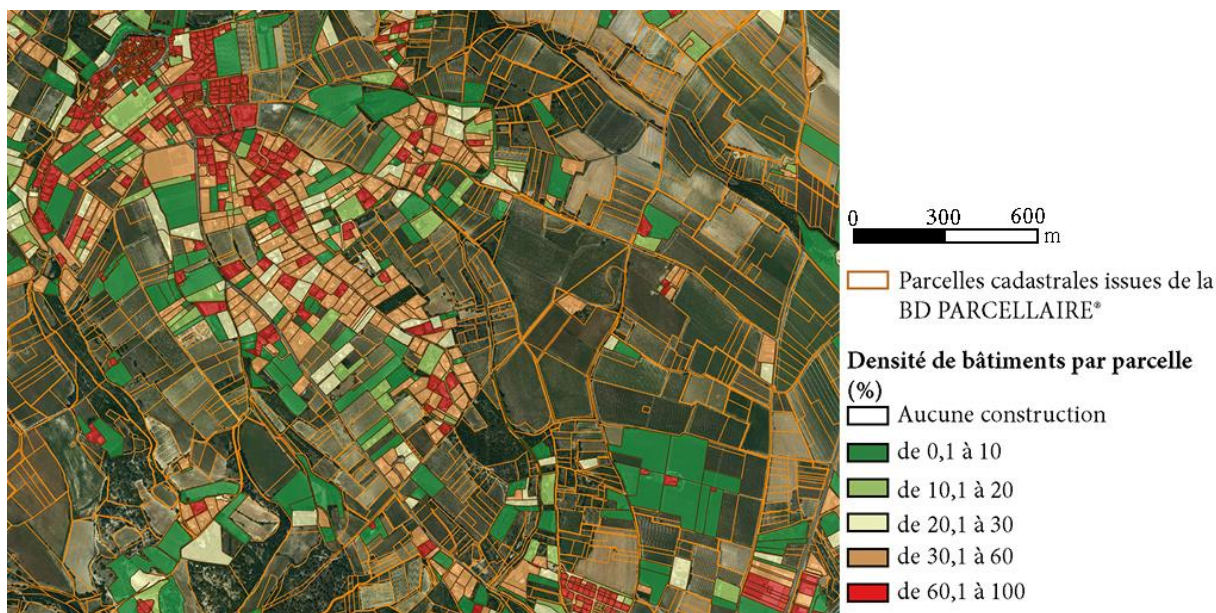 0 300 600
m
Parcelles cadastrales issues de la
BD PARCELLAIRE®
Densité de bâtiments par parcelle
(%)
Aucune construction
de 0,1 à 10
de 10,1 à 20
de 20,1 à 30
de 30,1 à 60
de 60,1 à 100